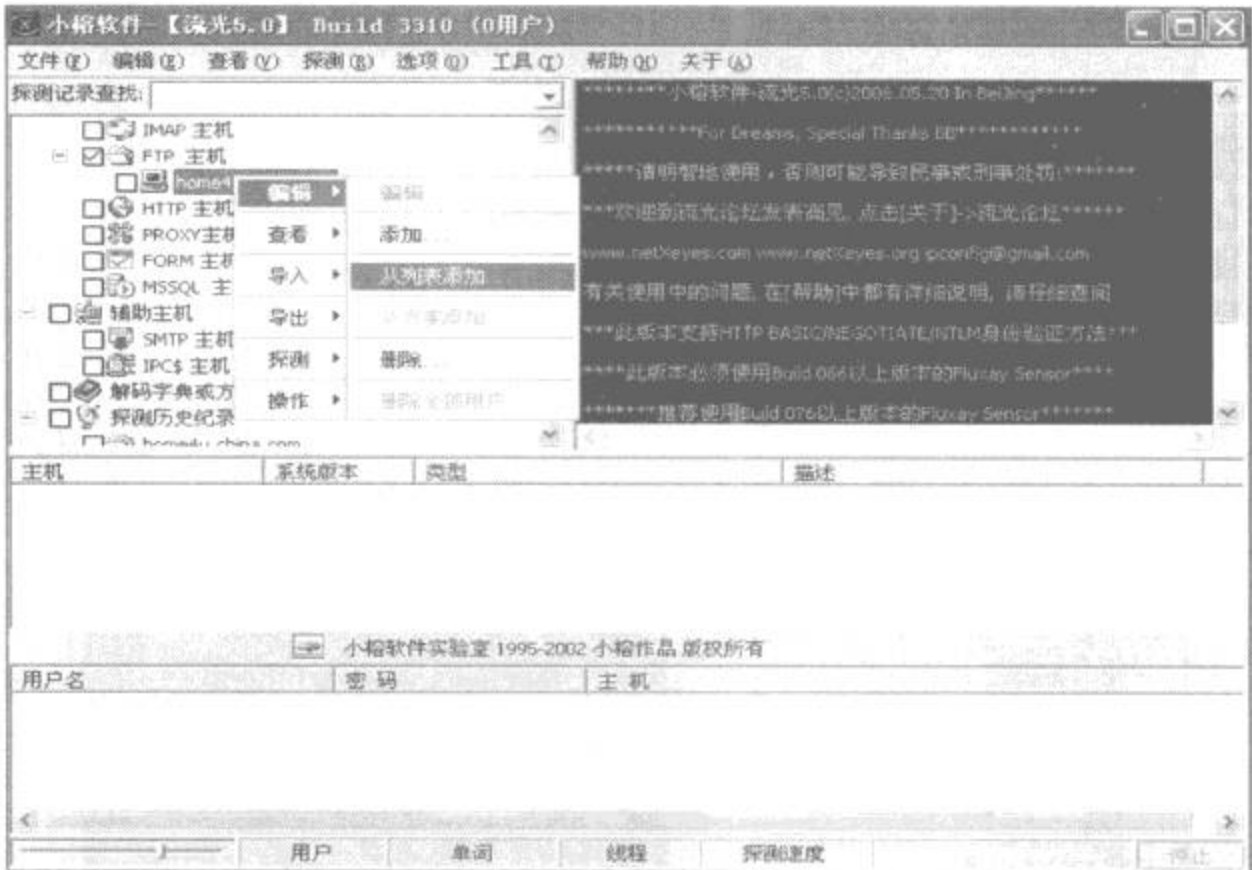 小榕软件-【流光5.0】 Build 3310 (0用户)
文件(F) 编辑(E) 查看(V) 探测(R) 选项(O) 工具(T) 帮助(H) 关于(A)
探测记录查找:
IMAP 主机
FTP 主机
home4
HTTP 主机
PROXY主机
FORM 主机
MSSQL 主
辅助主机
SMTP 主机
IPC$ 主机
解码字典或方
探测历史纪录
home4u.china.com
编辑
查看
导入
导出
探测
操作
编辑
添加...
从列表添加...
从文本添加
删除...
********小榕软件-流光5.0(c)2006.05.20 In BeiJing******
***********For Dreams, Special Thanks BB************
*****请明智地使用，否则可能导致民事或刑事处罚!*******
***欢迎到流光论坛发表高见, 点击[关于]->流光论坛******
www.netXeyes.com www.netXeyes.org pconfig@gmail.com
有关使用中的问题, 在[帮助]中都有详细说明, 请仔细查阅
***此版本支持HTTP BASIC/NEGOTIATE/NTLM身份验证方法***
****此版本必须使用Build 066以上版本的Fluxay Sensor****
*******推荐使用Build 076以上版本的Fluxay Sensor*******
主机 系统版本 类型 描述
小榕软件实验室 1995-2002 小榕作品 版权所有
用户名 密 码 主 机
用户 单词 线程 探测速度 停止